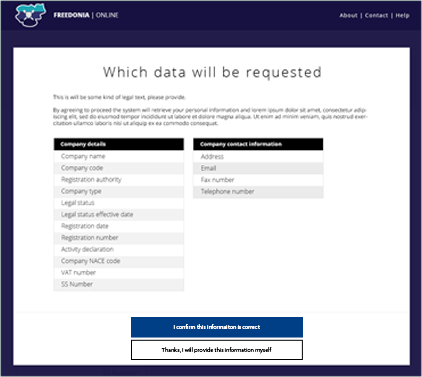 FREEDONIA | ONLINE
About | Contact | Help
Which data will be requested
This is will be some kind of legal text, please provide.
By agreeing to proceed the system will retrieve your personal information and lorem ipsum dolor sit amet, consectetur adip-
iscing elit, sed do eiusmod tempor incididunt ut labore et dolore magna aliqua. Ut enim ad minim veniam, quis nostrud exer-
citation ullamco laboris nisi ut aliquip ex ea commodo consequat.
Company details
Company name
Company code
Registration authority
Company type
Legal status
Legal status effective date
Registration date
Registration number
Activity declaration
Company NACE code
VAT number
SS Number
Company contact information
Address
Email
Fax number
Telephone number
I confirm this informaiton is correct
Thanks, I will provide this information myself